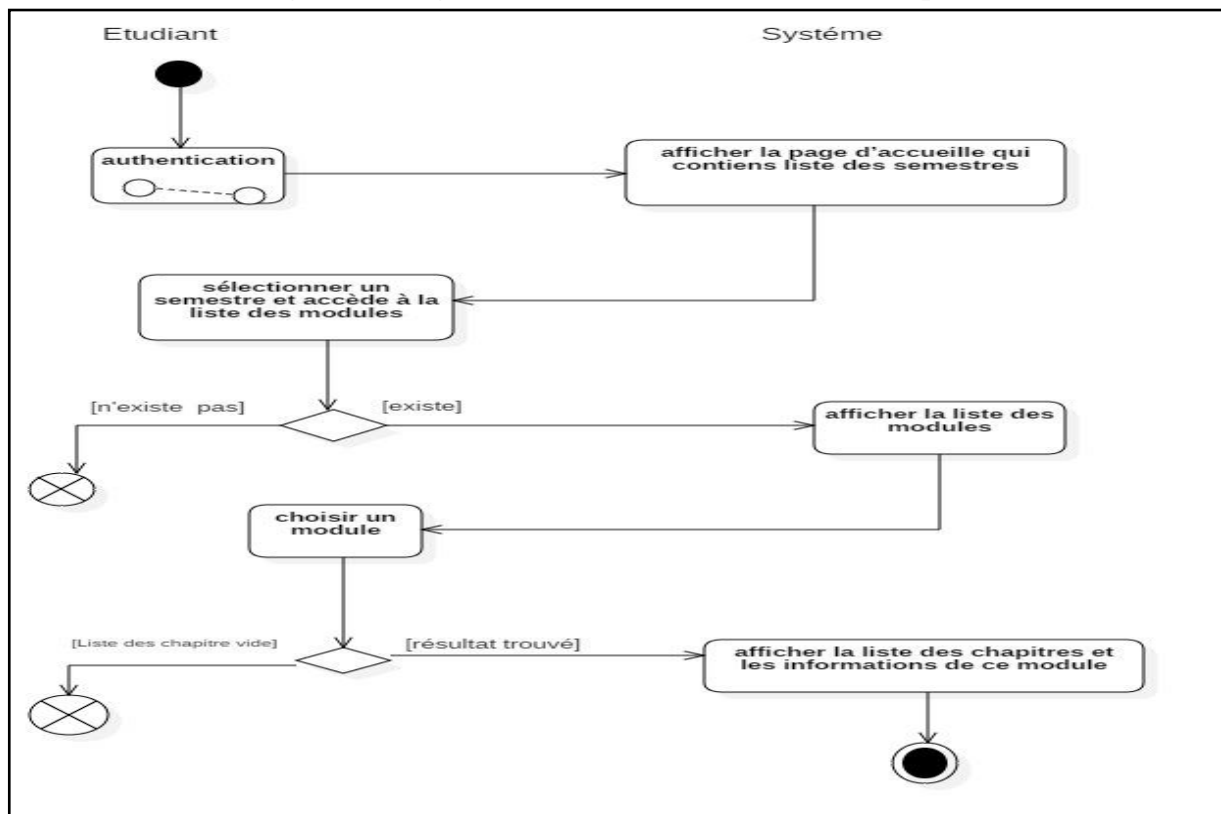 Etudiant
Systéme
authentication
afficher la page d'accueille qui
contiens liste des semestres
sélectionner un
semestre et accède à la
liste des modules
[n'existe pas]
[existe]
afficher la liste des
modules
choisir un
module
[Liste des chapitre vide]
[résultat trouvé]
afficher la liste des chapitres et
les informations de ce module